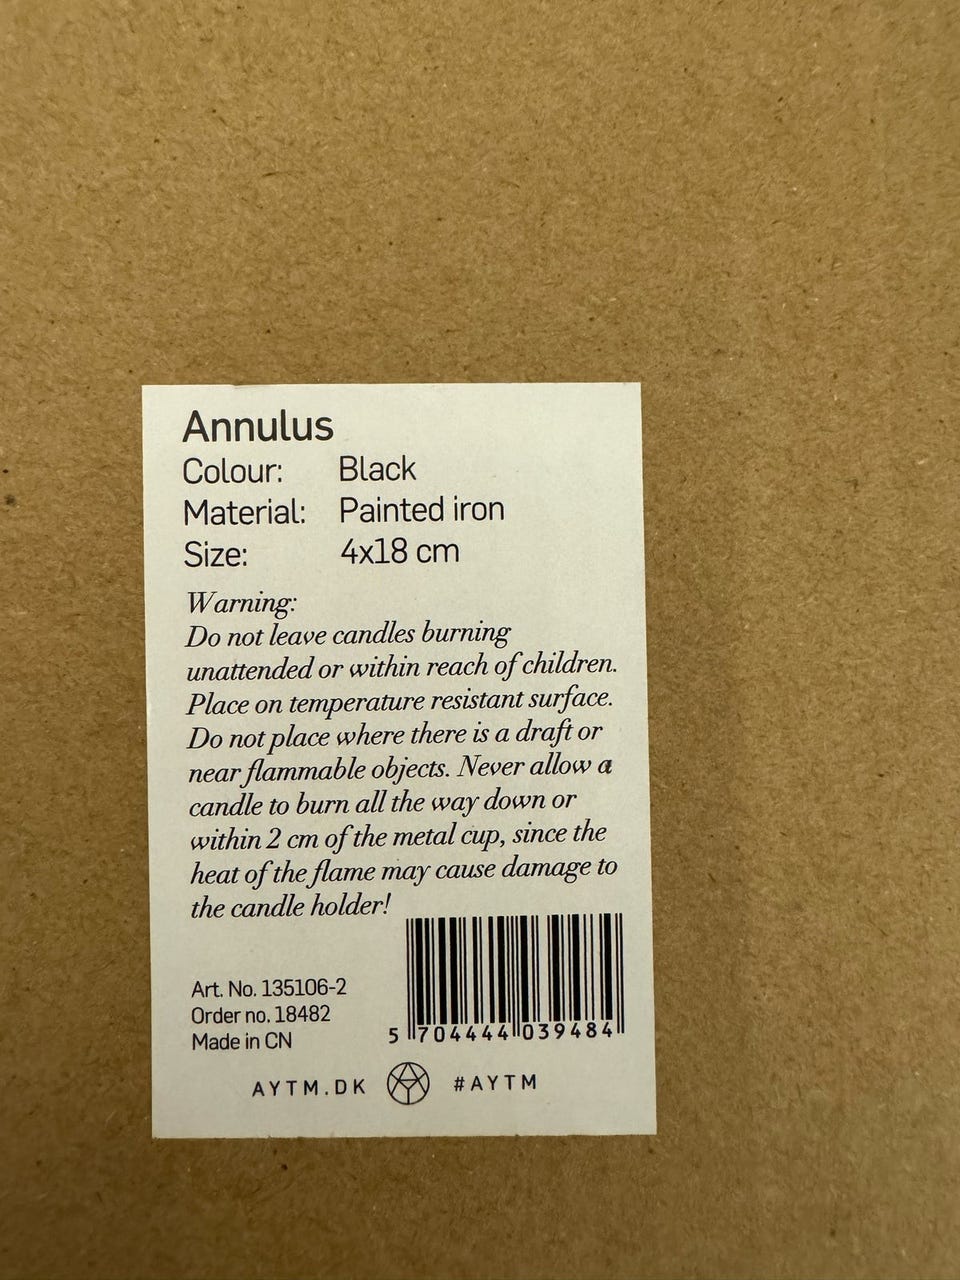 Annulus
Colour: Black
Material: Painted iron
Size: 4x18 cm
Warning:
Do not leave candles burning
unattended or within reach of children.
Place on temperature resistant surface.
Do not place where there is a draft or
near flammable objects. Never allow a
candle to burn all the way down or
within 2 cm of the metal cup, since the
heat of the flame may cause damage to
the candle holder!
Art. No. 135106-2
Order no. 18482
Made in CN
5 704444 039484
AYTM.DK #AYTM